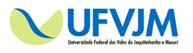 UFVJM
Universidade Federal dos Vales do Jequitinhonha e Mucuri